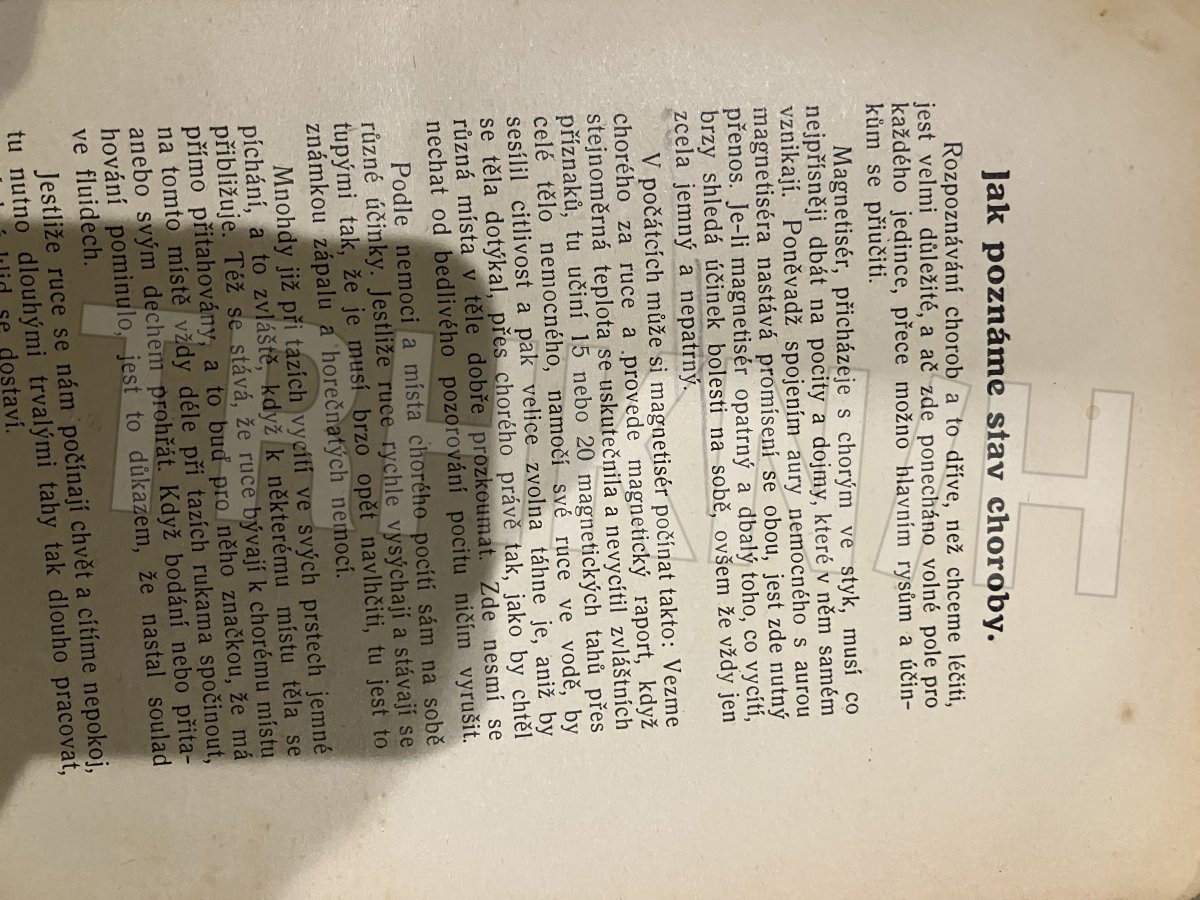 Jak poznáme stav choroby.
Rozpoznávání chorob a to dříve, než chceme léčiti,
jest velmi důležité, a ač zde ponecháno volné pole pro
každého jedince, přece možno hlavním rysům a účin-
kům se přiučiti.
Magnetisér, přicházeje s chorým ve styk, musí co
nejpřísněji dbát na pocity a dojmy, které v něm samém
vznikají. Poněvadž spojením aury nemocného s aurou
magnetiséra nastává promísení se obou, jest zde nutný
přenos. Je-li magnetisér opatrný a dbalý toho, co vycítí,
brzy shledá účinek bolesti na sobě, ovšem že vždy jen
zcela jemný a nepatrný.
V počátcích může si magnetisér počínat takto: Vezme
chorého za ruce a provede magnetický raport, když
stejnoměrná teplota se uskutečnila a nevycítil zvláštních
příznaků, tu učiní 15 nebo 20 magnetických tahů přes
celé tělo nemocného, namočí své ruce ve vodě, by
sesílil citlivost a pak velice zvolna táhne je, aniž by
se těla dotýkal, přes chorého právě tak, jako by chtěl
různá místa v těle dobře prozkoumat. Zde nesmí se
nechat od bedlivého pozorování pocitu ničím vyrušit.
Podle nemoci a místa chorého pocítí sám na sobě
různé účinky. Jestliže ruce rychle vysýchají a stávají se
tupými tak, že je musí brzo opět navlhčiti, tu jest to
známkou zápalu a horečnatých nemocí.
Mnohdy již při tazích vycítí ve svých prstech jemné
píchání, a to zvláště, když k některému místu těla se
přibližuje. Též se stává, že ruce bývají k chorému místu
přímo přitahovány, a to buď pro něho značkou, že má
na tomto místě vždy déle při tazích rukama spočinout,
anebo svým dechem prohřát. Když bodání nebo přita-
hování pominulo, jest to důkazem, že nastal soulad
ve fluidech.
Jestliže ruce se nám počínají chvět a cítíme nepokoj,
tu nutno dlouhými trvalými tahy tak dlouho pracovat,
klid se dostaví.
TRHKNIH